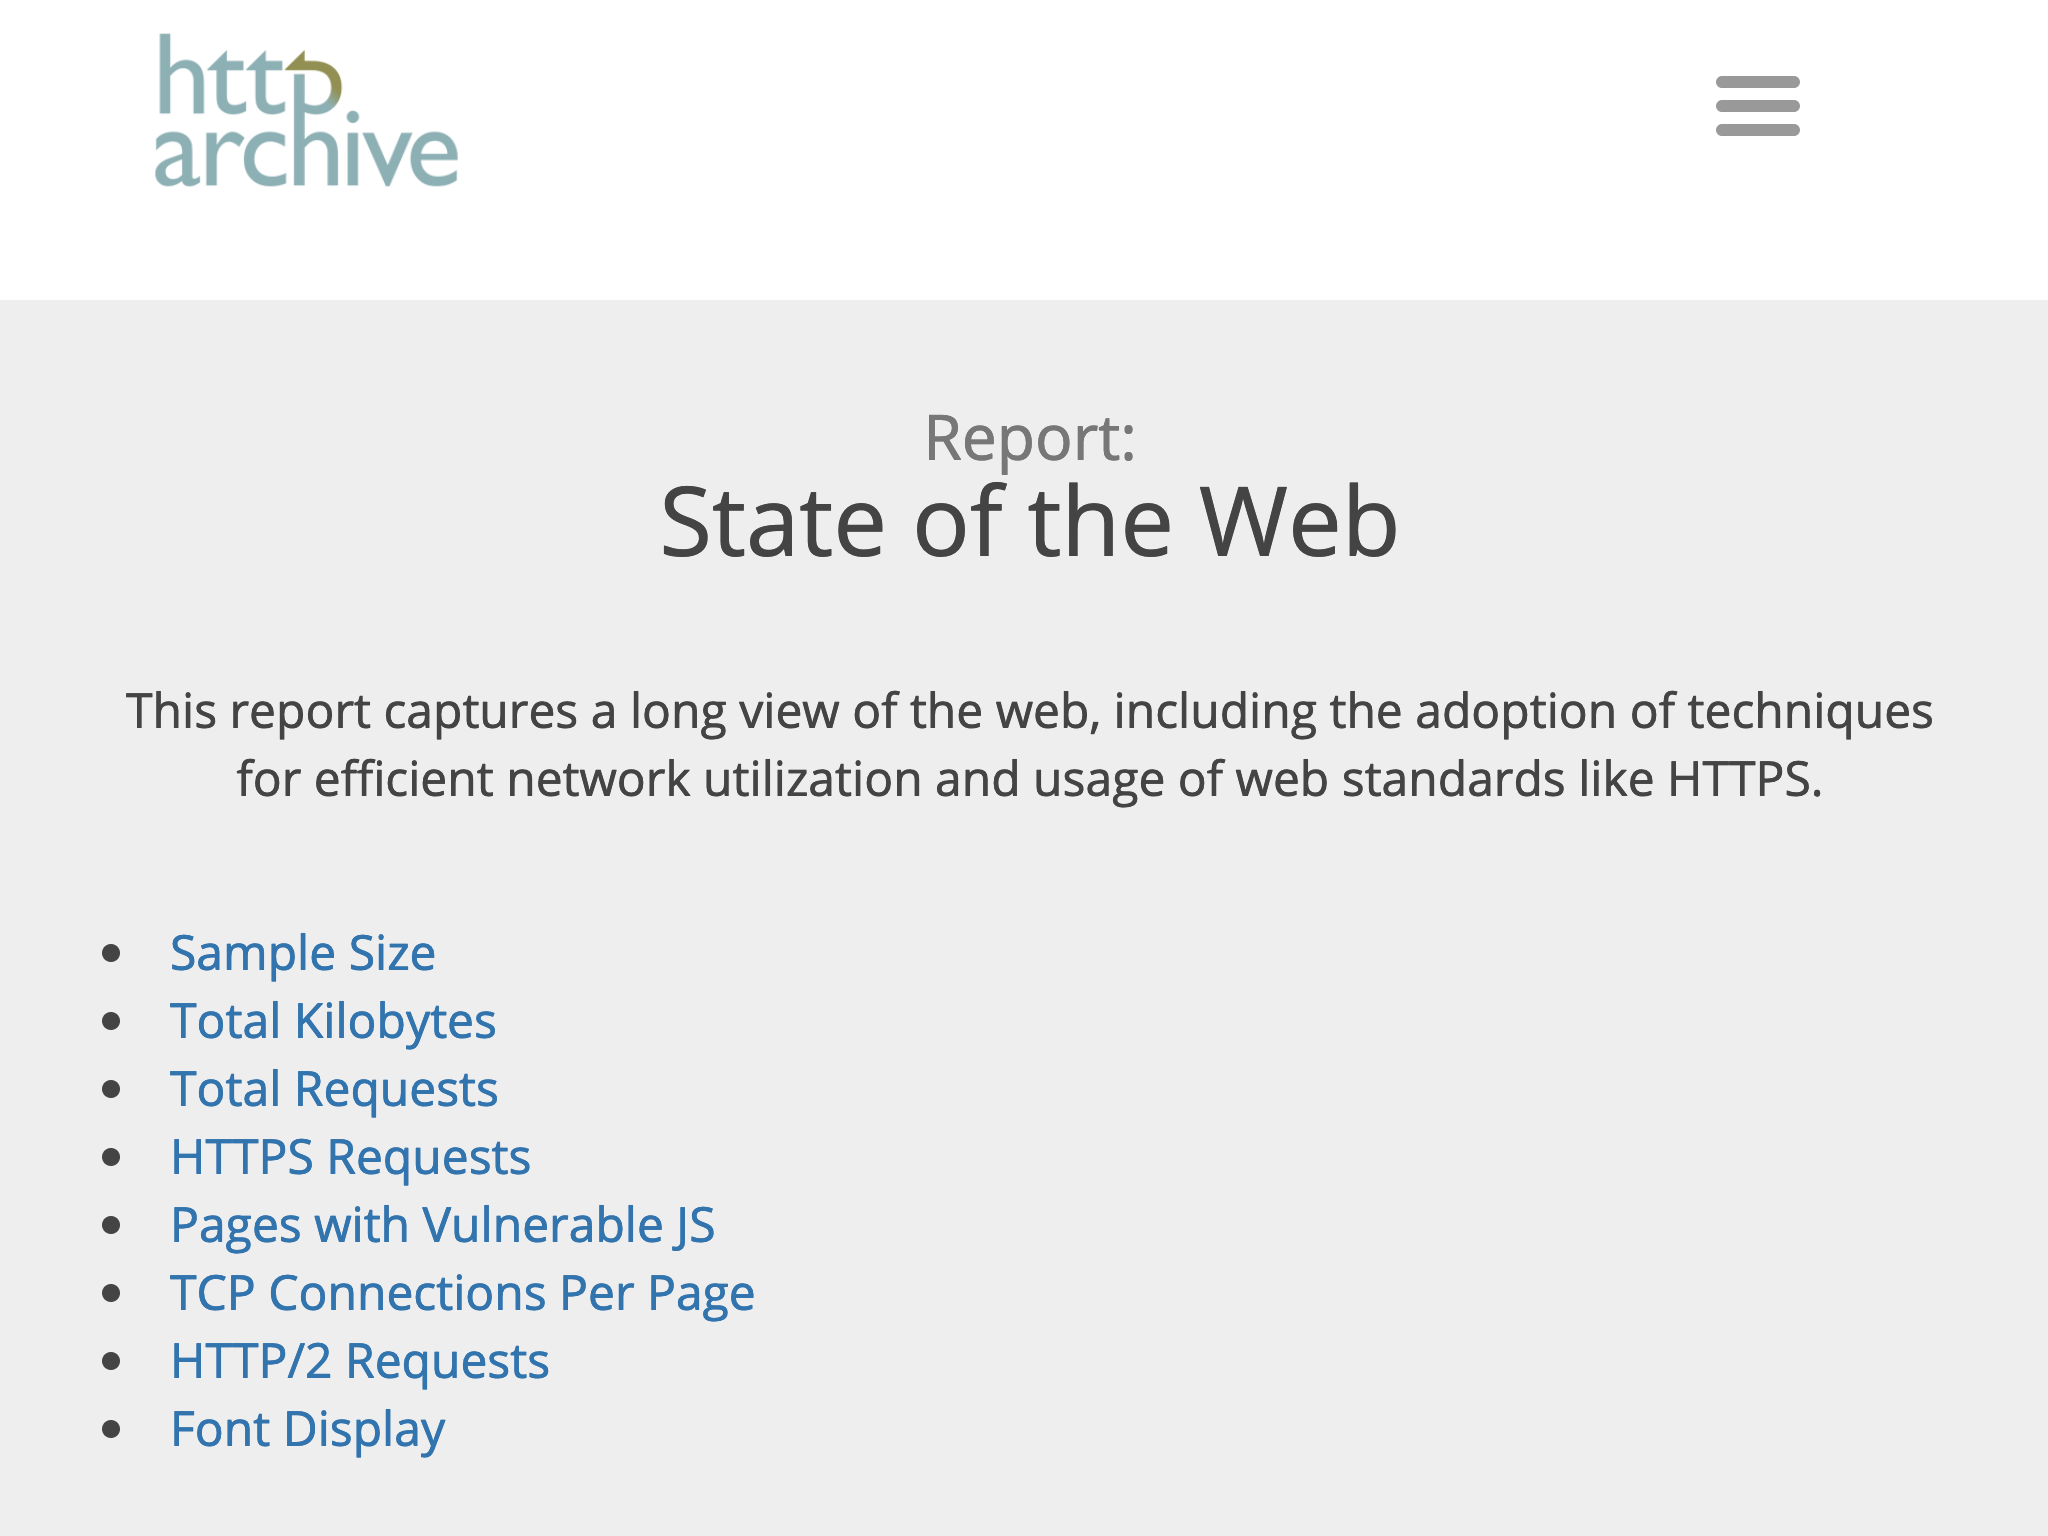 http
archive
Report:
State of the Web
This report captures a long view of the web, including the adoption of techniques
for efficient network utilization and usage of web standards like HTTPS.
Sample Size
Total Kilobytes
Total Requests
HTTPS Requests
Pages with Vulnerable JS
TCP Connections Per Page
HTTP/2 Requests
Font Display